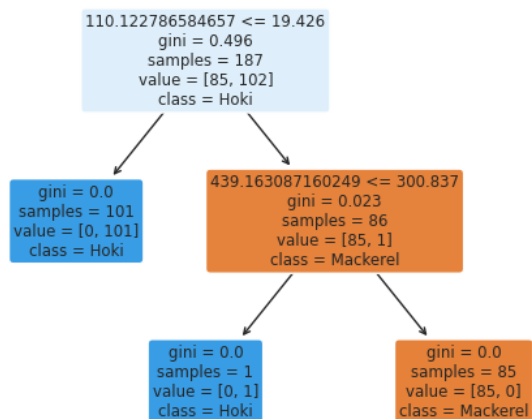 110.122786584657 <= 19.426
gini = 0.496
samples = 187
value = [85, 102]
class = Hoki
gini = 0.0
samples = 101
value = [0, 101]
class = Hoki
439.163087160249 <= 300.837
gini = 0.023
samples = 86
value = [85, 1]
class = Mackerel
gini = 0.0
samples = 1
value = [0, 1]
class = Hoki
gini = 0.0
samples = 85
value = [85, 0]
class = Mackerel